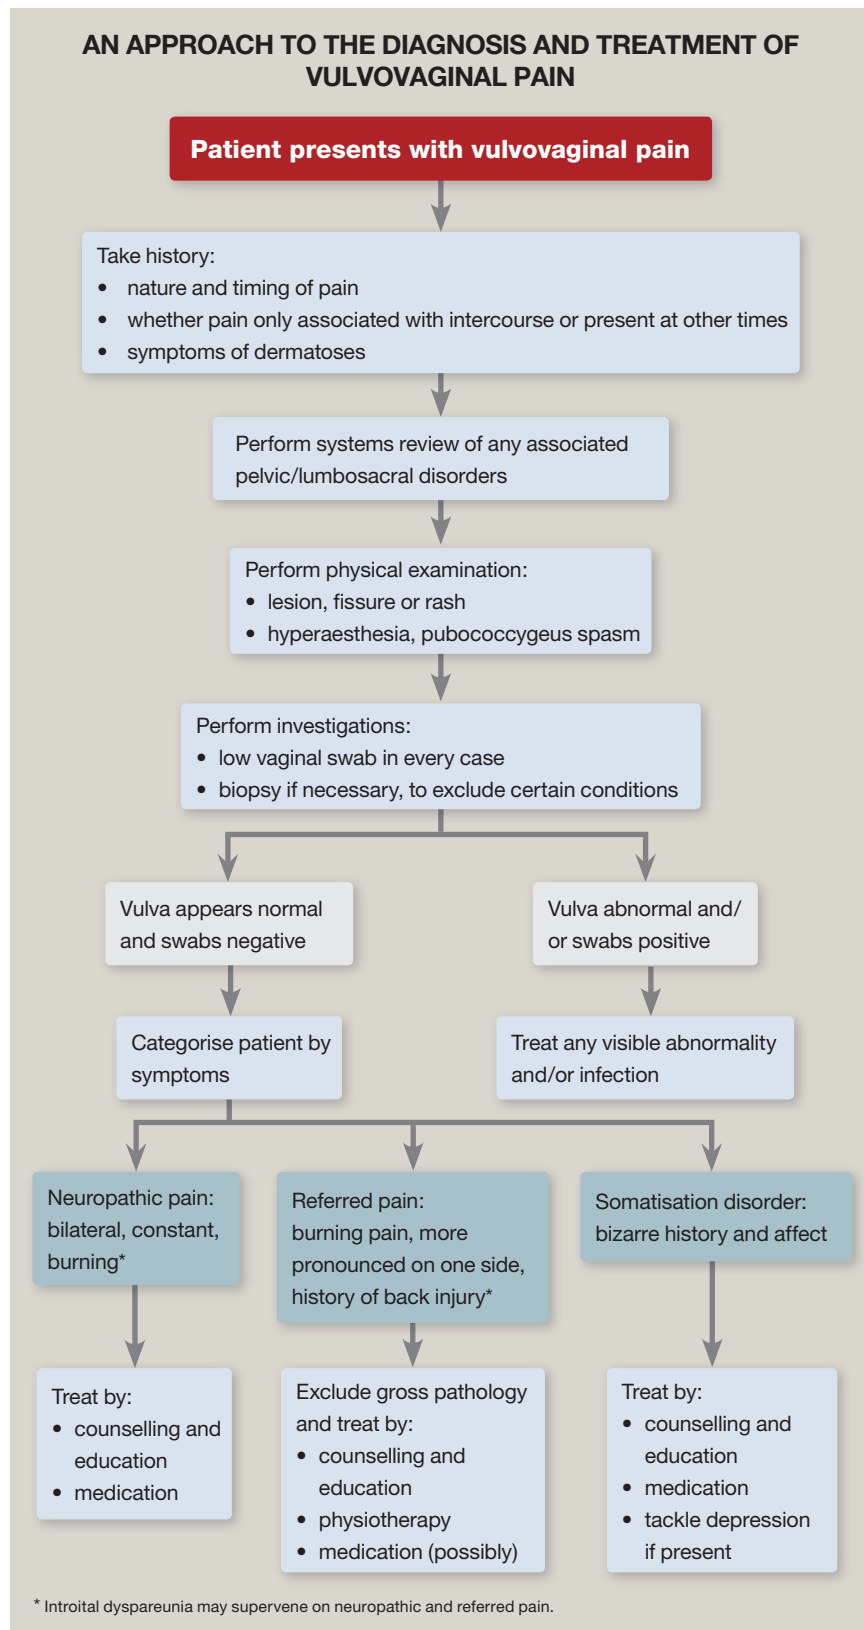 AN APPROACH TO THE DIAGNOSIS AND TREATMENT OF
VULVOVAGINAL PAIN
Patient presents with vulvovaginal pain
Take history:
• nature and timing of pain
• whether pain only associated with intercourse or present at other times
• symptoms of dermatoses
Perform systems review of any associated
pelvic/lumbosacral disorders
Perform physical examination:
• lesion, fissure or rash
• hyperaesthesia, pubococcygeus spasm
Perform investigations:
• low vaginal swab in every case
• biopsy if necessary, to exclude certain conditions
Vulva appears normal
and swabs negative
Vulva abnormal and/
or swabs positive
Categorise patient by
symptoms
Treat any visible abnormality
and/or infection
Neuropathic pain:
bilateral, constant,
burning*
Referred pain:
burning pain, more
pronounced on one side,
history of back injury*
Somatisation disorder:
bizarre history and affect
Treat by:
• counselling and
education
• medication
Exclude gross pathology
and treat by:
• counselling and
education
• physiotherapy
• medication (possibly)
Treat by:
• counselling and
education
• medication
• tackle depression
if present
* Introital dyspareunia may supervene on neuropathic and referred pain.